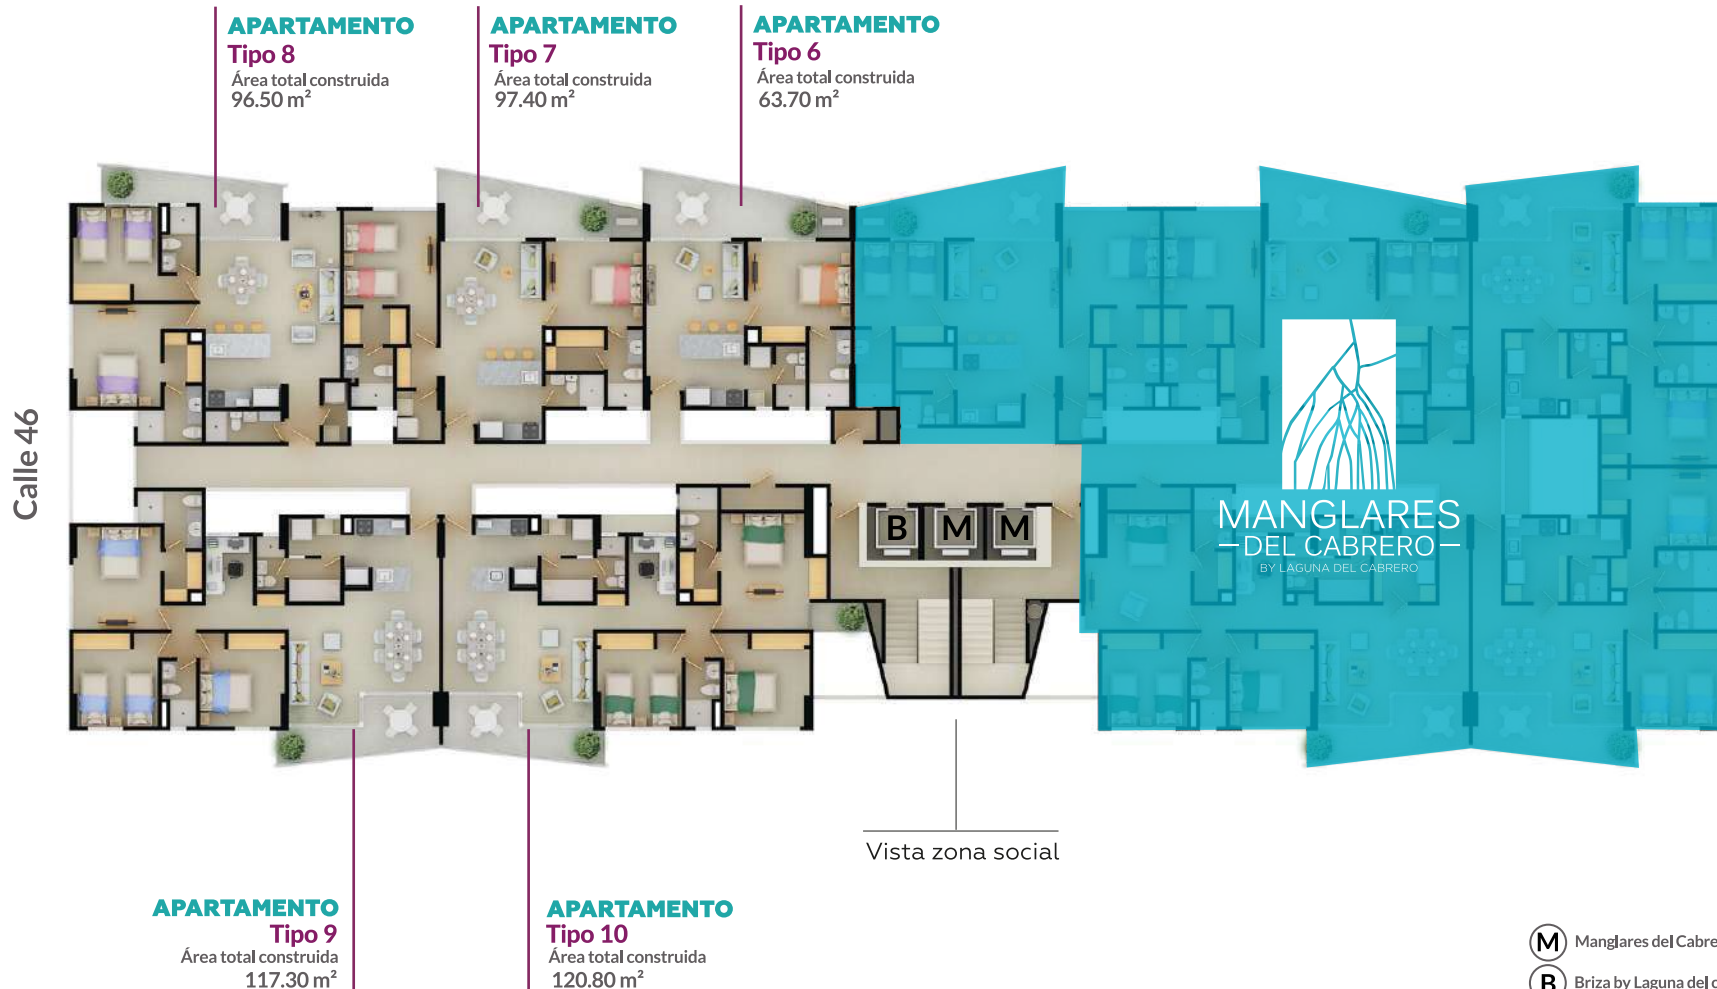 APARTAMENTO
Tipo 8
Área total construida
96.50 m²
APARTAMENTO
Tipo 7
Área total construida
97.40 m²
APARTAMENTO
Tipo 6
Área total construida
63.70 m²
Calle 46
MANGLARES
DEL CABRERO
BY LAGUNA DEL CABRERO
B M M
Vista zona social
APARTAMENTO
Tipo 9
Área total construida
117.30 m²
APARTAMENTO
Tipo 10
Área total construida
120.80 m²
M Manglares del Cabre
B Briza by Laguna del c